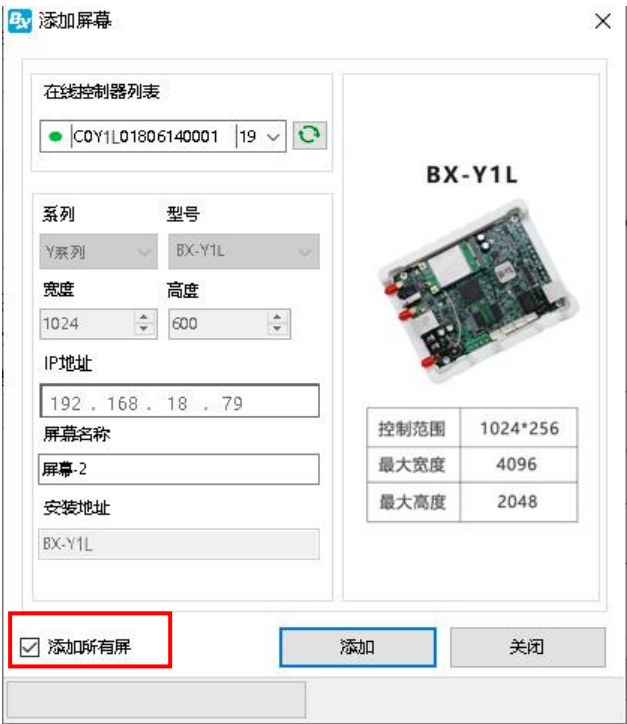 BX 添加屏幕
在线控制器列表
C0Y1L01806140001 19
系列 型号
Y系列 BX-Y1L
宽度 高度
1024 600
IP地址
192 . 168 . 18 . 79
屏幕名称
屏幕-2
安装地址
BX-Y1L
BX-Y1L
控制范围 1024*256
最大宽度 4096
最大高度 2048
添加所有屏 添加 关闭